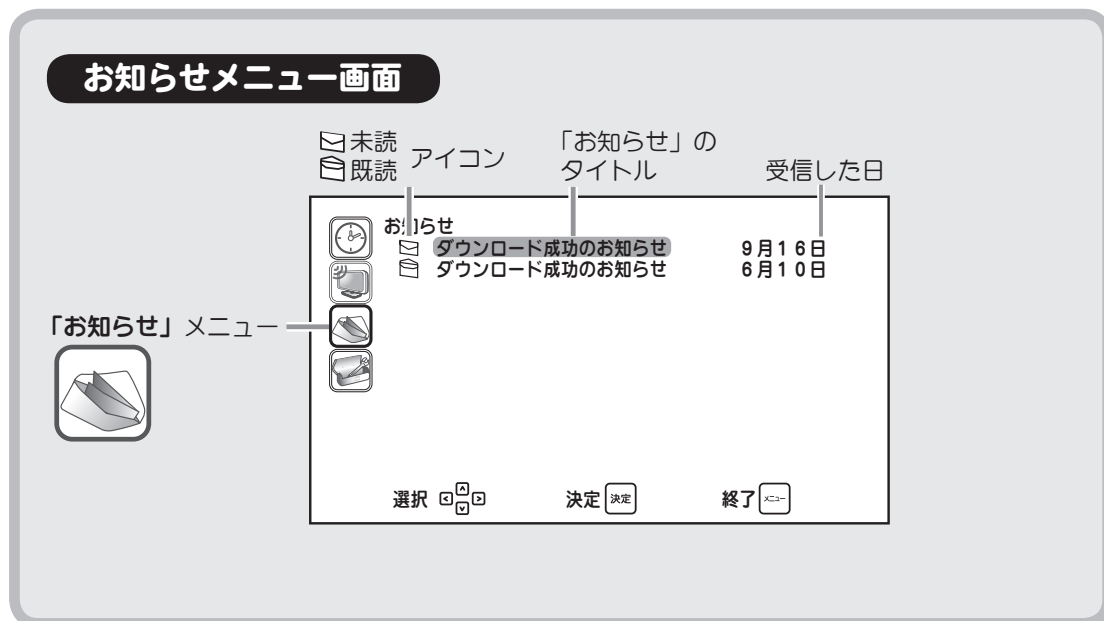 お知らせメニュー画面
未読
既読
アイコン
「お知らせ」の
タイトル
受信した日
お知らせ
ダウンロード成功のお知らせ 9月16日
ダウンロード成功のお知らせ 6月10日
「お知らせ」メニュー
選択 決定 決定 終了 メニュー